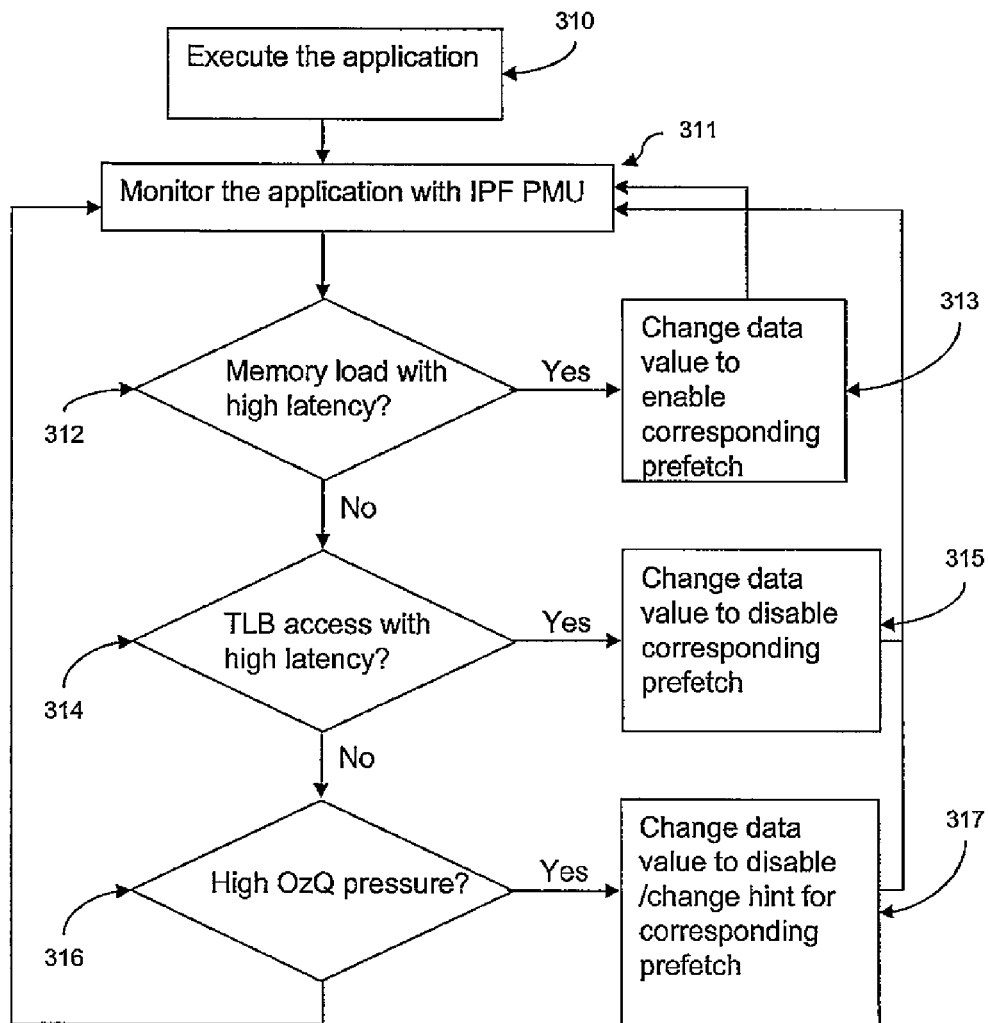 310
Execute the application
311
Monitor the application with IPF PMU
313
Memory load with
high latency?
Yes
Change data
value to
enable
corresponding
prefetch
312
No
315
TLB access with
high latency?
Yes
Change data
value to disable
corresponding
prefetch
314
No
317
High OzQ pressure?
Yes
Change data
value to disable
/change hint for
corresponding
prefetch
316